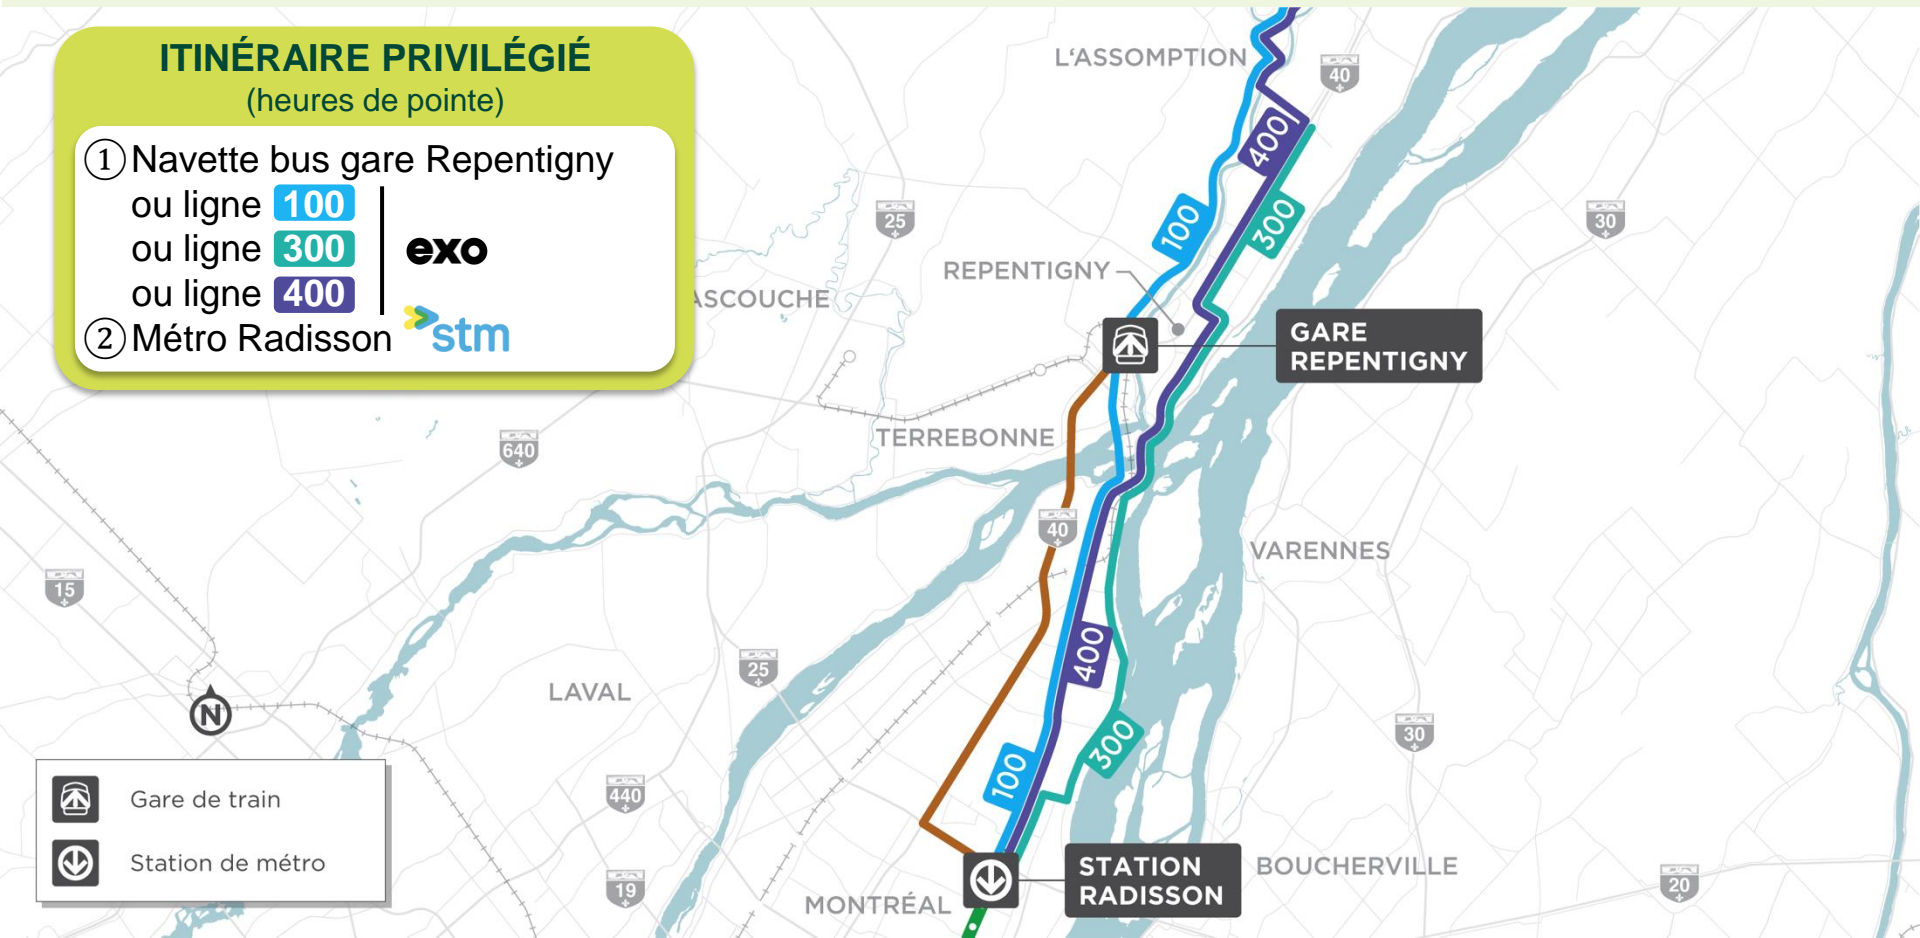 ITINÉRAIRE PRIVILÉGIÉ
(heures de pointe)
① Navette bus gare Repentigny
ou ligne 100
ou ligne 300
ou ligne 400
exo
② Métro Radisson
stm
L'ASSOMPTION
40
400
25
100
300
30
REPENTIGNY
ASCOUCHE
GARE
REPENTIGNY
TERREBONNE
640
40
VARENNES
15
400
25
LAVAL
N
300
30
100
440
Gare de train
Station de métro
19
MONTRÉAL
STATION
RADISSON
BOUCHERVILLE
20